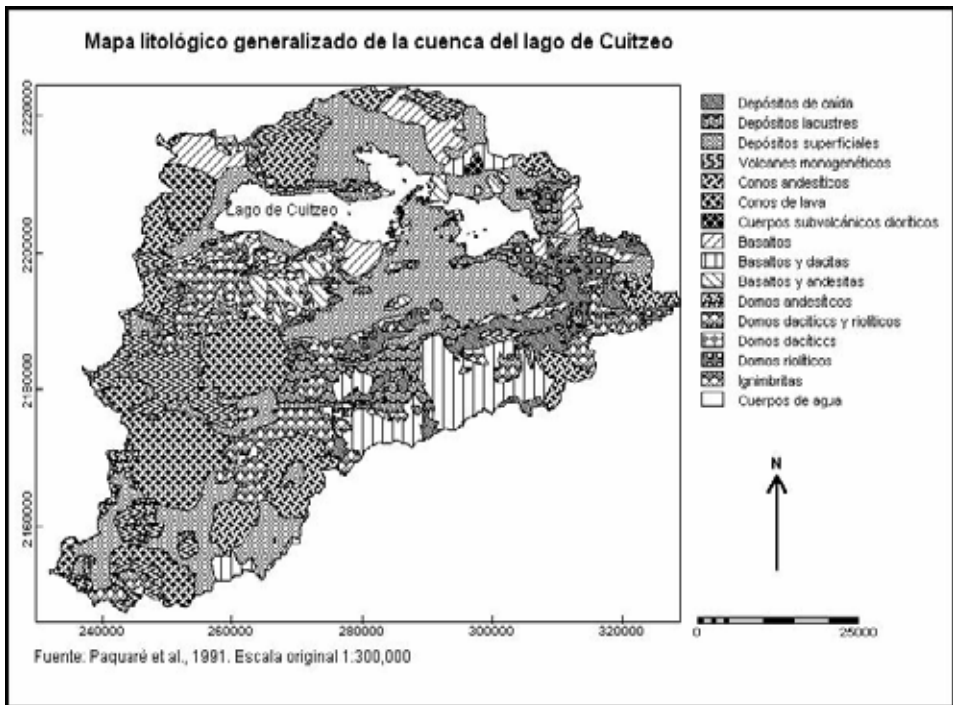 Mapa litológico generalizado de la cuenca del lago de Cuitzeo
2220000
2200000
2180000
2160000
Lago de Cuitzeo
240000
260000
280000
300000
320000
Depósitos de caída
Depósitos lacustres
Depósitos superficiales
Volcanes monogenéticos
Conos andesíticos
Conos de lava
Cuerpos subvolcánicos dioríticos
Basaltos
Basaltos y dacitas
Basaltos y andesitas
Domos andesíticos
Domos dacíticos y riolíticos
Domos dacíticos
Domos riolíticos
Ignimbritas
Cuerpos de agua
N
0 25000
Fuente: Paquaré et al., 1991. Escala original 1:300,000